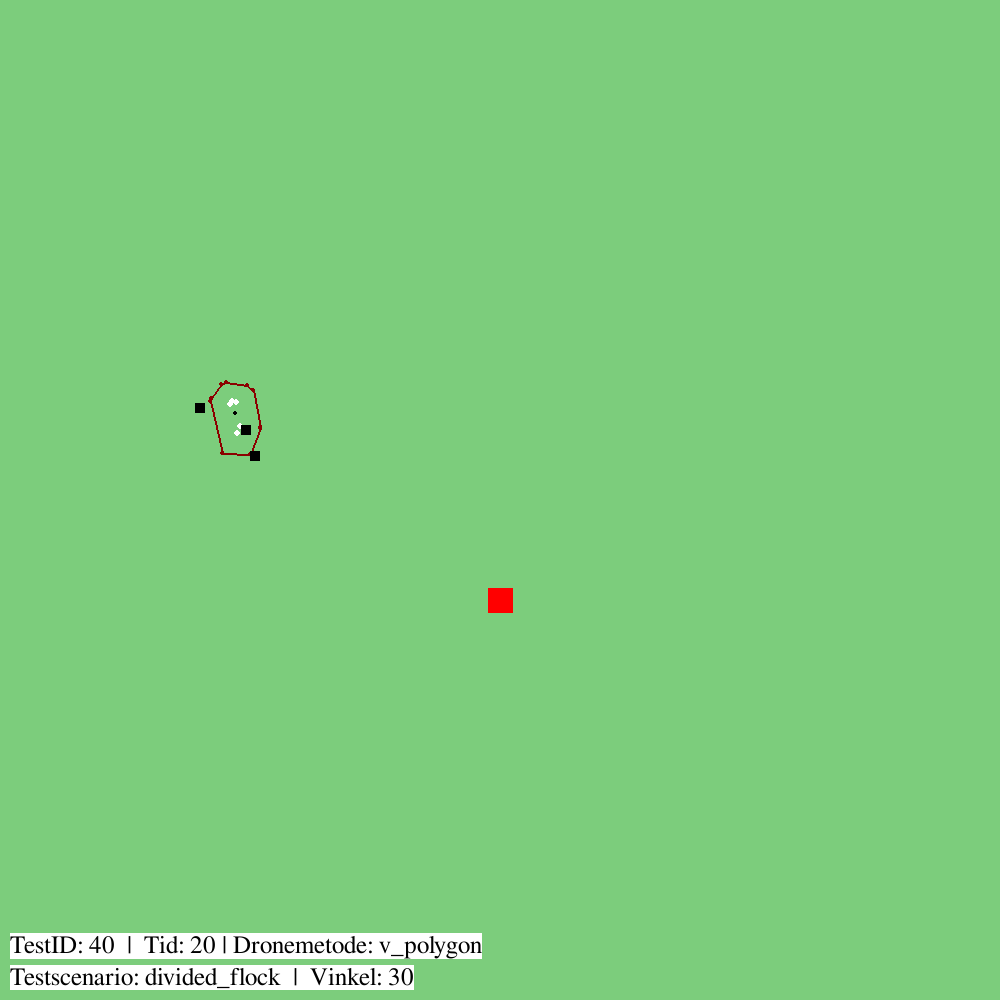 TestID: 40 | Tid: 20 | Dronemetode: v_polygon
Testscenario: divided_flock | Vinkel: 30